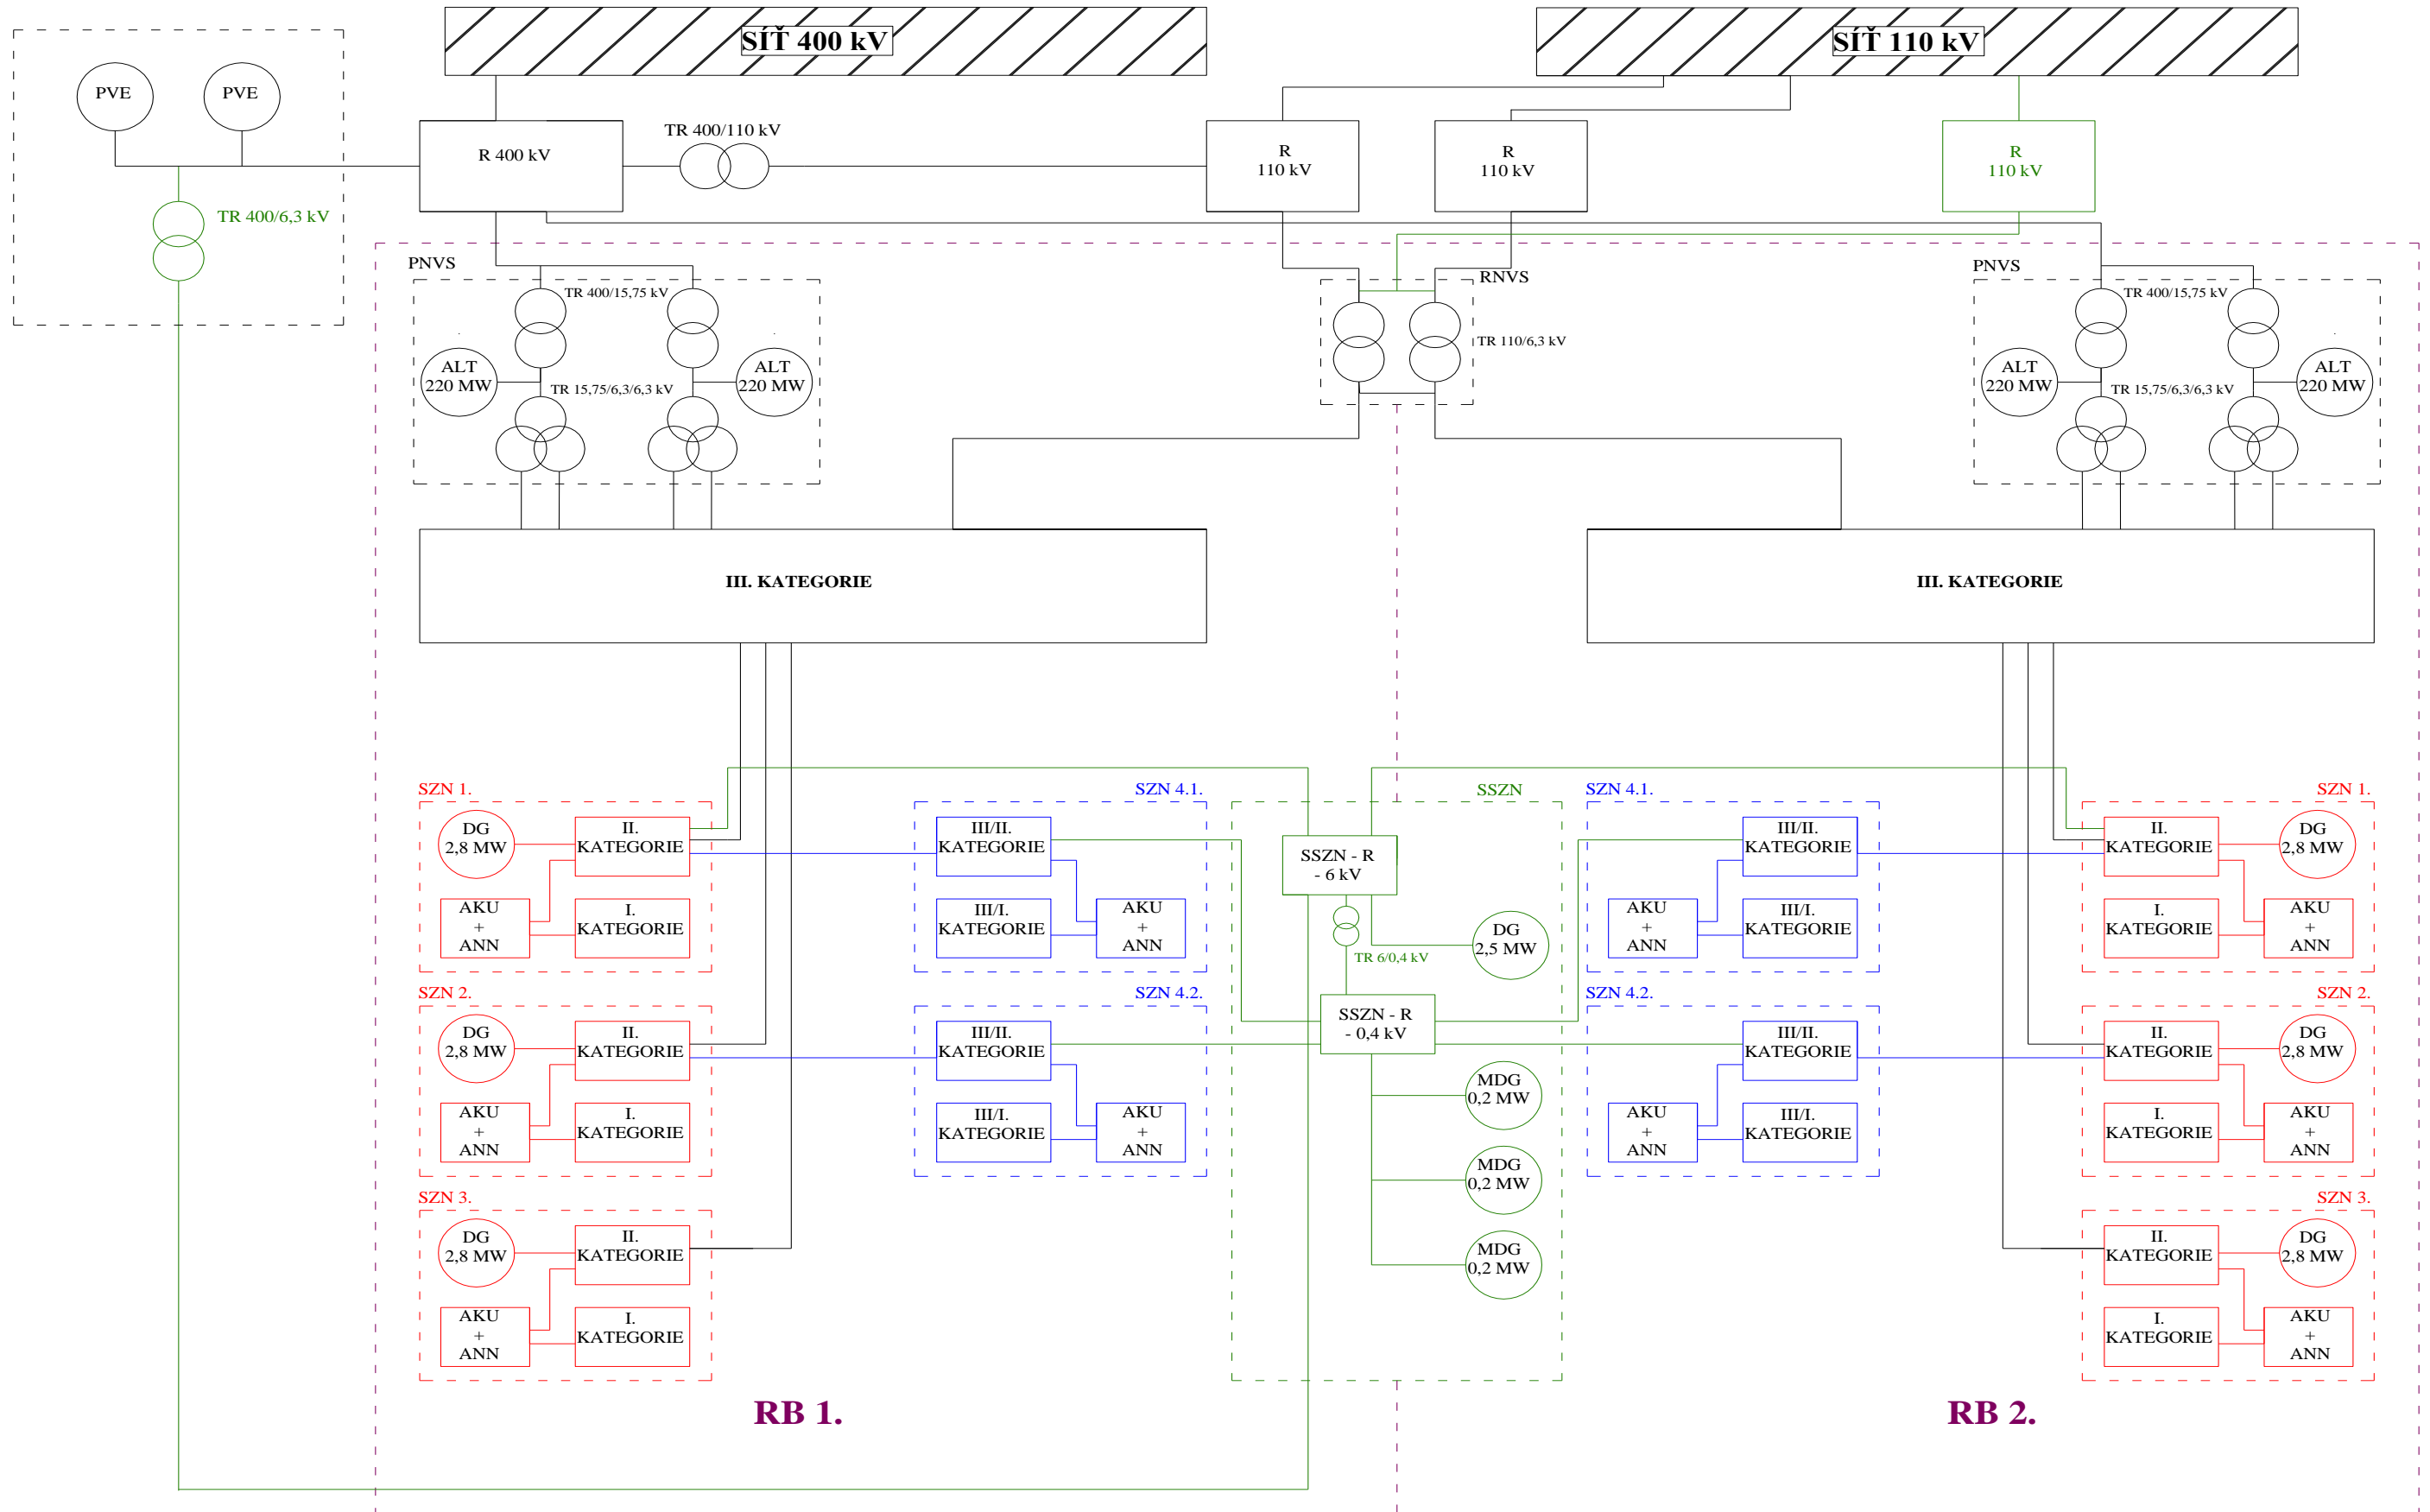 SÍŤ 400 kV
SÍŤ 110 kV
PVE
PVE
TR 400/6,3 kV
R 400 kV
TR 400/110 kV
R
110 kV
R
110 kV
R
110 kV
PNVS
TR 400/15,75 kV
ALT
220 MW
TR 15,75/6,3/6,3 kV
ALT
220 MW
RNVS
TR 110/6,3 kV
PNVS
TR 400/15,75 kV
ALT
220 MW
TR 15,75/6,3/6,3 kV
ALT
220 MW
III. KATEGORIE
III. KATEGORIE
SZN 1.
DG
2,8 MW
II.
KATEGORIE
AKU
+
ANN
I.
KATEGORIE
SZN 2.
DG
2,8 MW
II.
KATEGORIE
AKU
+
ANN
I.
KATEGORIE
SZN 3.
DG
2,8 MW
II.
KATEGORIE
AKU
+
ANN
I.
KATEGORIE
SZN 4.1.
III/II.
KATEGORIE
III/I.
KATEGORIE
AKU
+
ANN
SZN 4.2.
III/II.
KATEGORIE
III/I.
KATEGORIE
AKU
+
ANN
SSZN
SSZN - R
- 6 kV
DG
2,5 MW
TR 6/0,4 kV
SSZN - R
- 0,4 kV
MDG
0,2 MW
MDG
0,2 MW
MDG
0,2 MW
SZN 4.1.
III/II.
KATEGORIE
AKU
+
ANN
III/I.
KATEGORIE
SZN 4.2.
III/II.
KATEGORIE
AKU
+
ANN
III/I.
KATEGORIE
SZN 1.
II.
KATEGORIE
DG
2,8 MW
I.
KATEGORIE
AKU
+
ANN
SZN 2.
II.
KATEGORIE
DG
2,8 MW
I.
KATEGORIE
AKU
+
ANN
SZN 3.
II.
KATEGORIE
DG
2,8 MW
I.
KATEGORIE
AKU
+
ANN
RB 1.
RB 2.